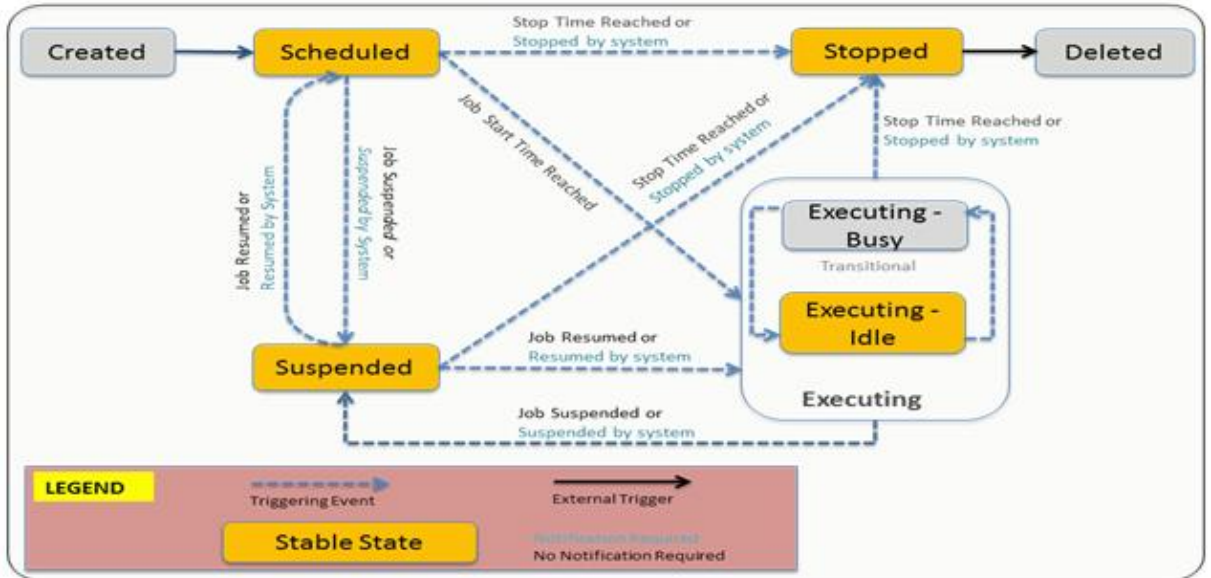 Created
Scheduled
Stop Time Reached or
Stopped by system
Stopped
Deleted
Job Start Time Reached
Stop Time Reached or
Stopped by system
Stop Time Reached or
Stopped by system
Job Resumed or
Resumed by System
Job Suspended or
Suspended by System
Executing -
Busy
Transitional
Executing -
Idle
Executing
Suspended
Job Resumed or
Resumed by system
Job Suspended or
Suspended by system
LEGEND
Triggering Event
External Trigger
Stable State
Notification Required
No Notification Required